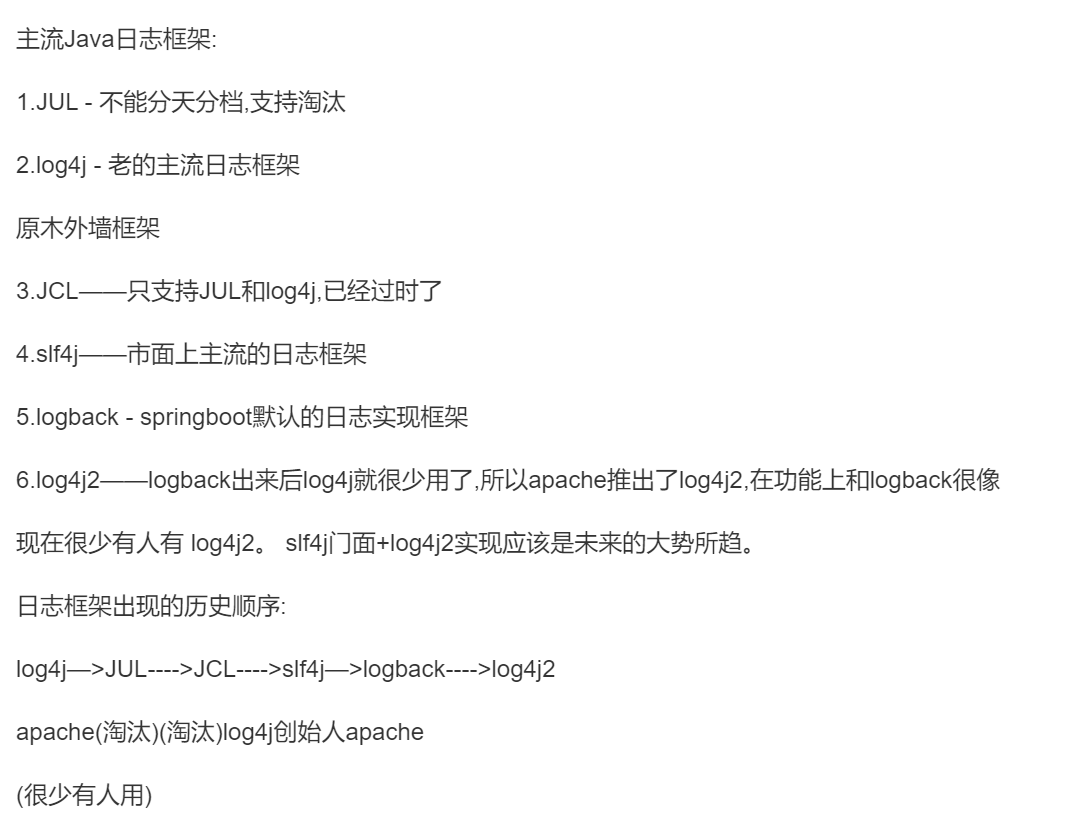 主流Java日志框架:
1.JUL - 不能分天分档,支持淘汰
2.log4j - 老的主流日志框架
原木外墙框架
3.JCL——只支持JUL和log4j,已经过时了
4.slf4j——市面上主流的日志框架
5.logback - springboot默认的日志实现框架
6.log4j2——logback出来后log4j就很少用了,所以apache推出了log4j2,在功能上和logback很像
现在很少有人有 log4j2。 slf4j门面+log4j2实现应该是未来的大势所趋。
日志框架出现的历史顺序:
log4j—>JUL---->JCL---->slf4j—>logback---->log4j2
apache(淘汰)(淘汰)log4j创始人apache
(很少有人用)